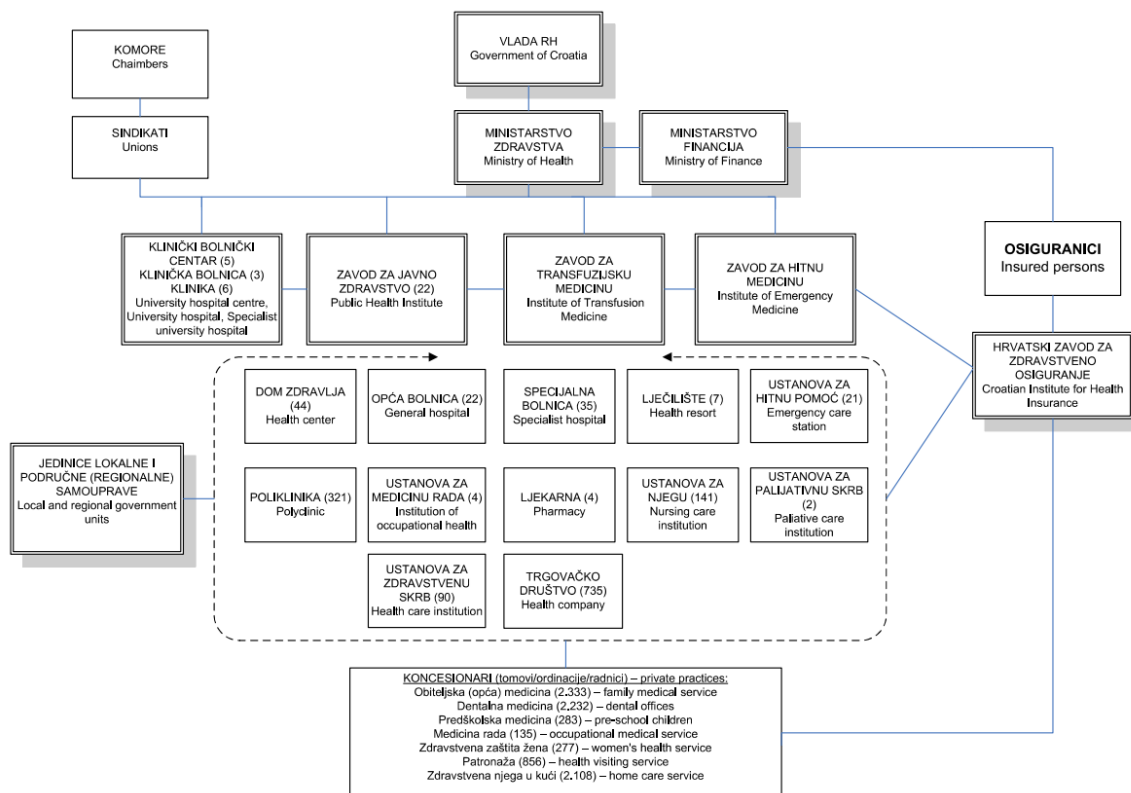 KOMORE
Chaimbers
VLADA RH
Government of Croatia
SINDIKATI
Unions
MINISTARSTVO
ZDRAVSTVA
Ministry of Health
MINISTARSTVO
FINANCIJA
Ministry of Finance
KLINIČKI BOLNIČKI
CENTAR (5)
KLINIČKA BOLNICA (3)
KLINIKA (6)
University hospital centre,
University hospital, Specialist
university hospital
ZAVOD ZA JAVNO
ZDRAVSTVO (22)
Public Health Institute
ZAVOD ZA
TRANSFUZIJSKU
MEDICINU
Institute of Transfusion
Medicine
ZAVOD ZA HITNU
MEDICINU
Institute of Emergency
Medicine
OSIGURANICI
Insured persons
HRVATSKI ZAVOD ZA
ZDRAVSTVENO
OSIGURANJE
Croatian Institute for Health
Insurance
DOM ZDRAVLJA
(44)
Health center
OPĆA BOLNICA (22)
General hospital
SPECIJALNA
BOLNICA (35)
Specialist hospital
LJEČILIŠTE (7)
Health resort
USTANOVA ZA
HITNU POMOĆ (21)
Emergency care
station
JEDINICE LOKALNE I
PODRUČNE (REGIONALNE)
SAMOUPRAVE
Local and regional government
units
POLIKLINIKA (321)
Polyclinic
USTANOVA ZA
MEDICINU RADA (4)
Institution of
occupational health
LJEKARNA (4)
Pharmacy
USTANOVA ZA
NJEGU (141)
Nursing care
institution
USTANOVA ZA
PALIJATIVNU SKRB
(2)
Paliative care
institution
USTANOVA ZA
ZDRAVSTVENU
SKRB (90)
Health care institution
TRGOVAČKO
DRUŠTVO (735)
Health company
KONCESIONARI (tomovi/ordinacije/radnici) – private practices:
Obiteljska (opća) medicina (2.333) – family medical service
Dentalna medicina (2.232) – dental offices
Predškolska medicina (283) – pre-school children
Medicina rada (135) – occupational medical service
Zdravstvena zaštita žena (277) – women's health service
Patronaža (856) – health visiting service
Zdravstvena njega u kući (2.108) – home care service